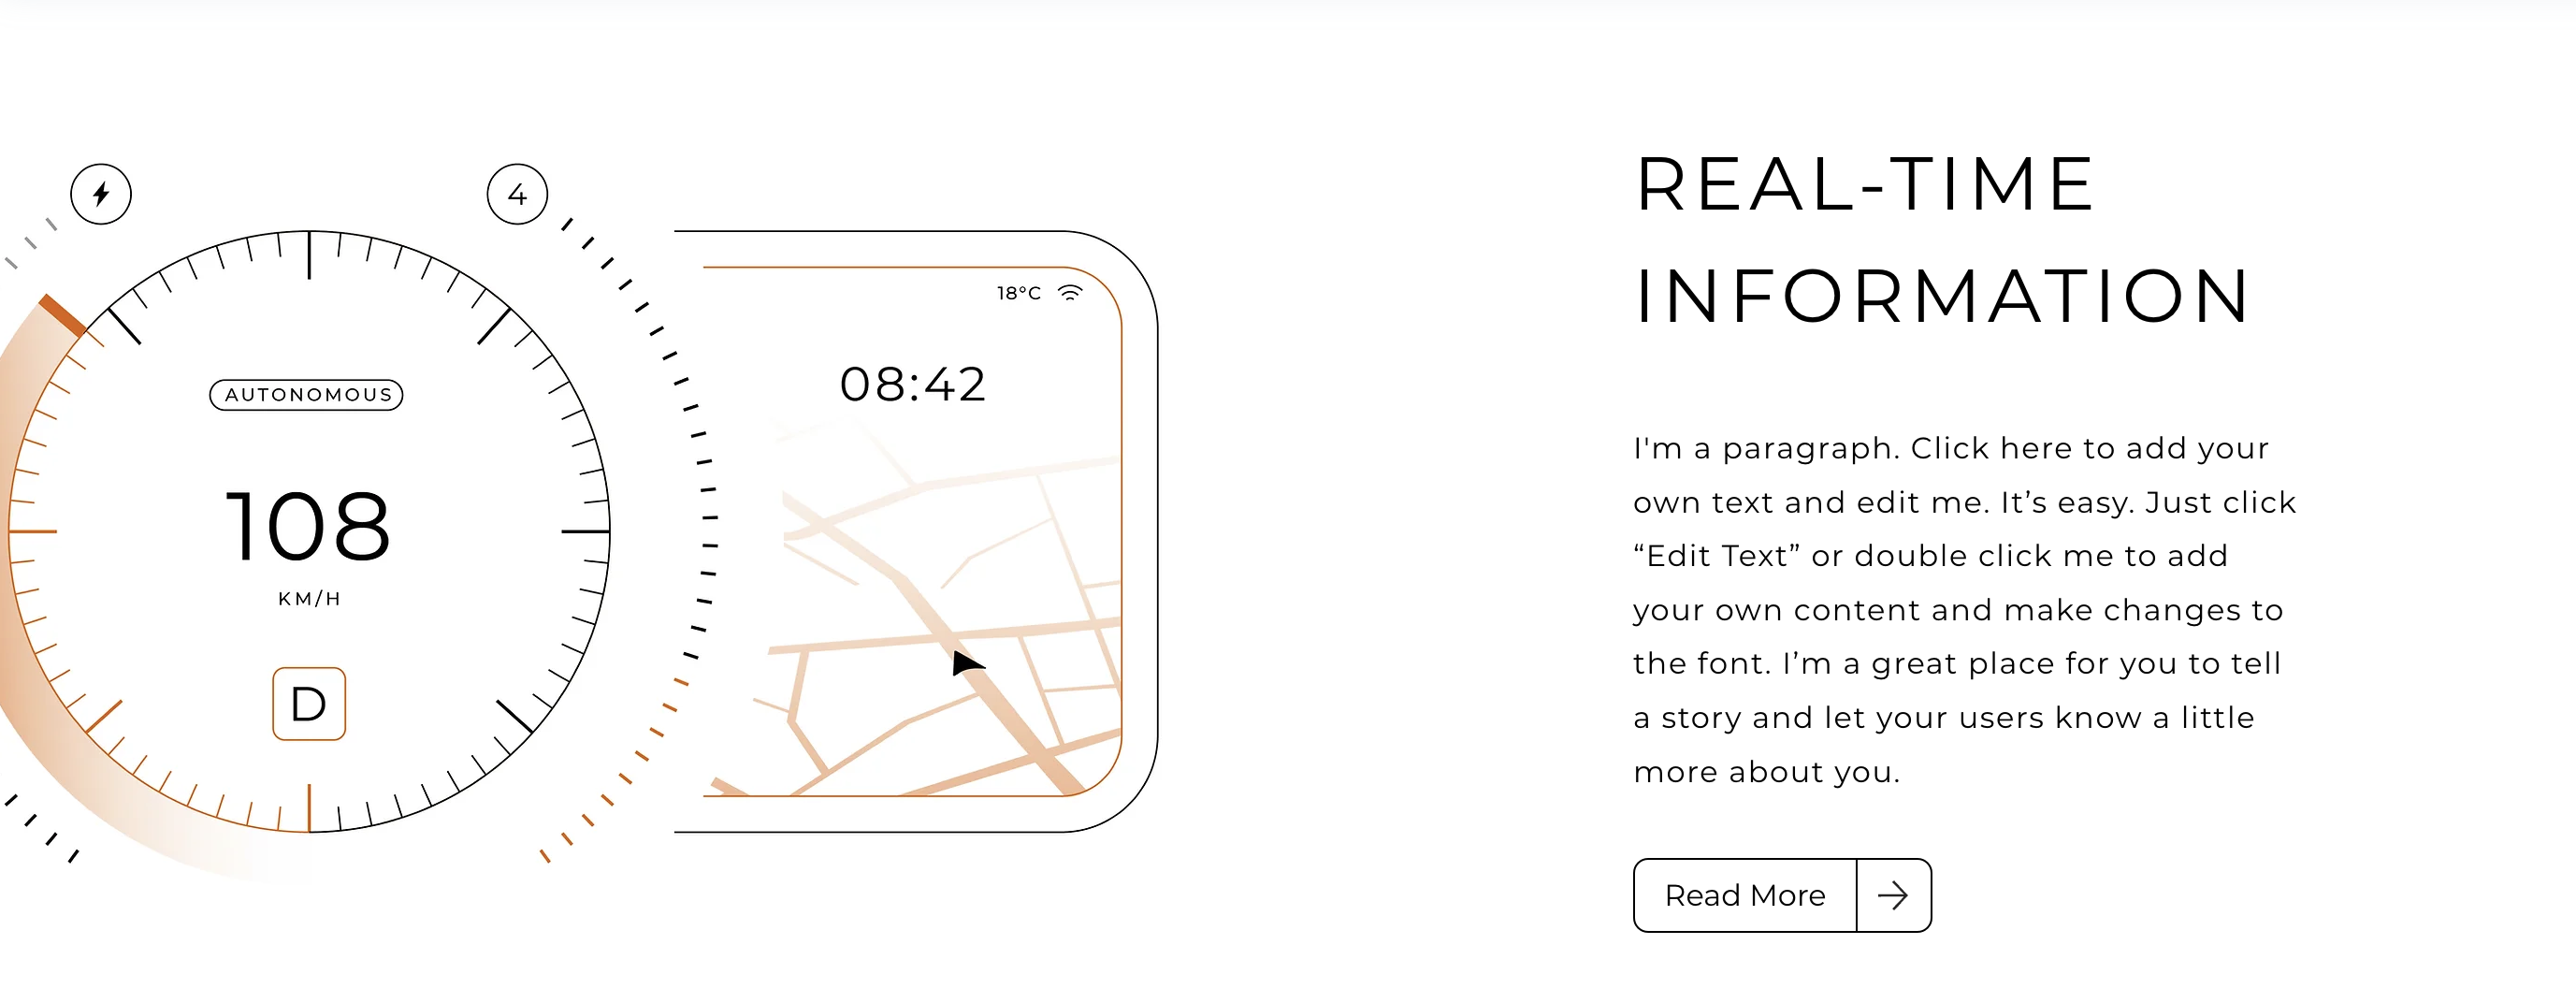 4
AUTONOMOUS
108
KM/H
D
18°C
08:42
REAL-TIME
INFORMATION
I'm a paragraph. Click here to add your
own text and edit me. It’s easy. Just click
“Edit Text” or double click me to add
your own content and make changes to
the font. I’m a great place for you to tell
a story and let your users know a little
more about you.
Read More